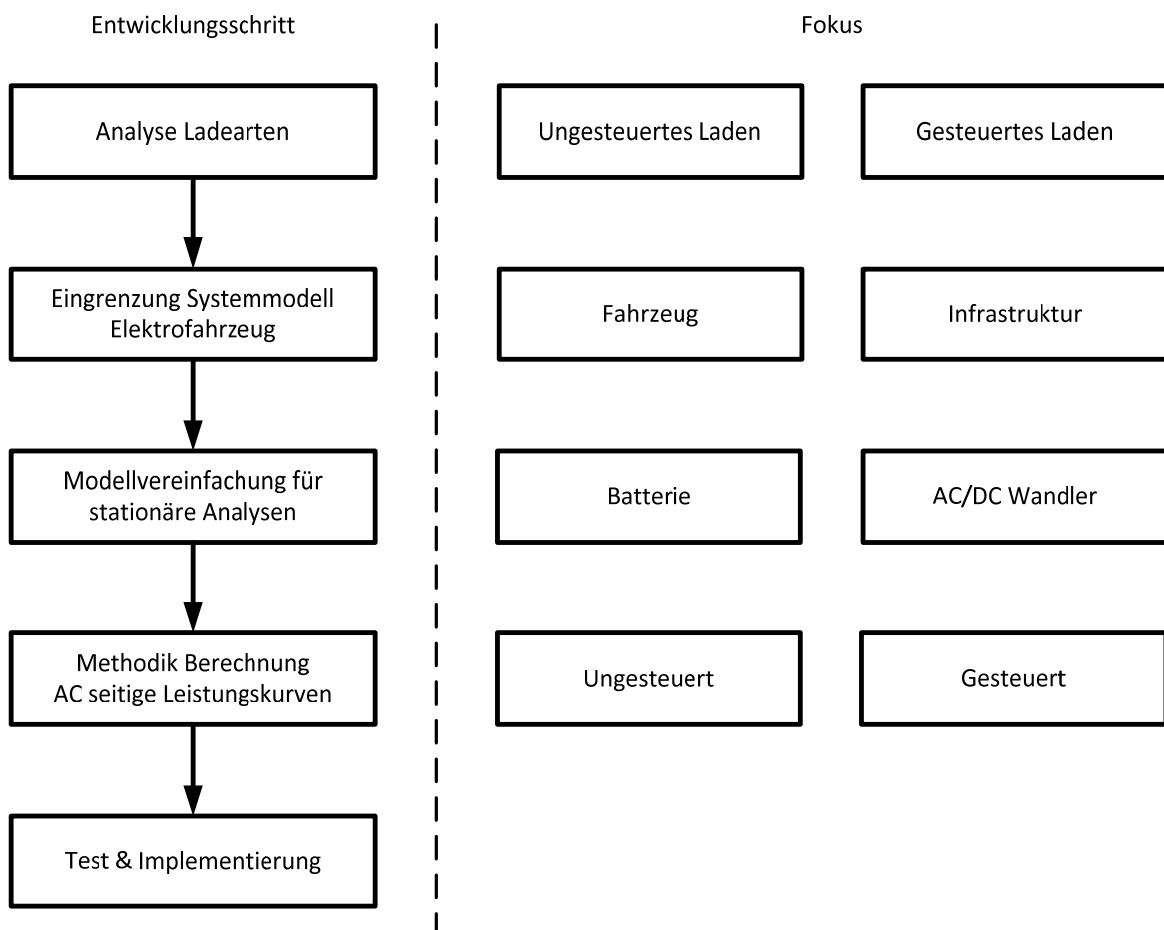 Entwicklungsschritt
Fokus
Analyse Ladearten
Ungesteuertes Laden
Gesteuertes Laden
Eingrenzung Systemmodell
Elektrofahrzeug
Fahrzeug
Infrastruktur
Modellvereinfachung für
stationäre Analysen
Batterie
AC/DC Wandler
Methodik Berechnung
AC seitige Leistungskurven
Ungesteuert
Gesteuert
Test & Implementierung